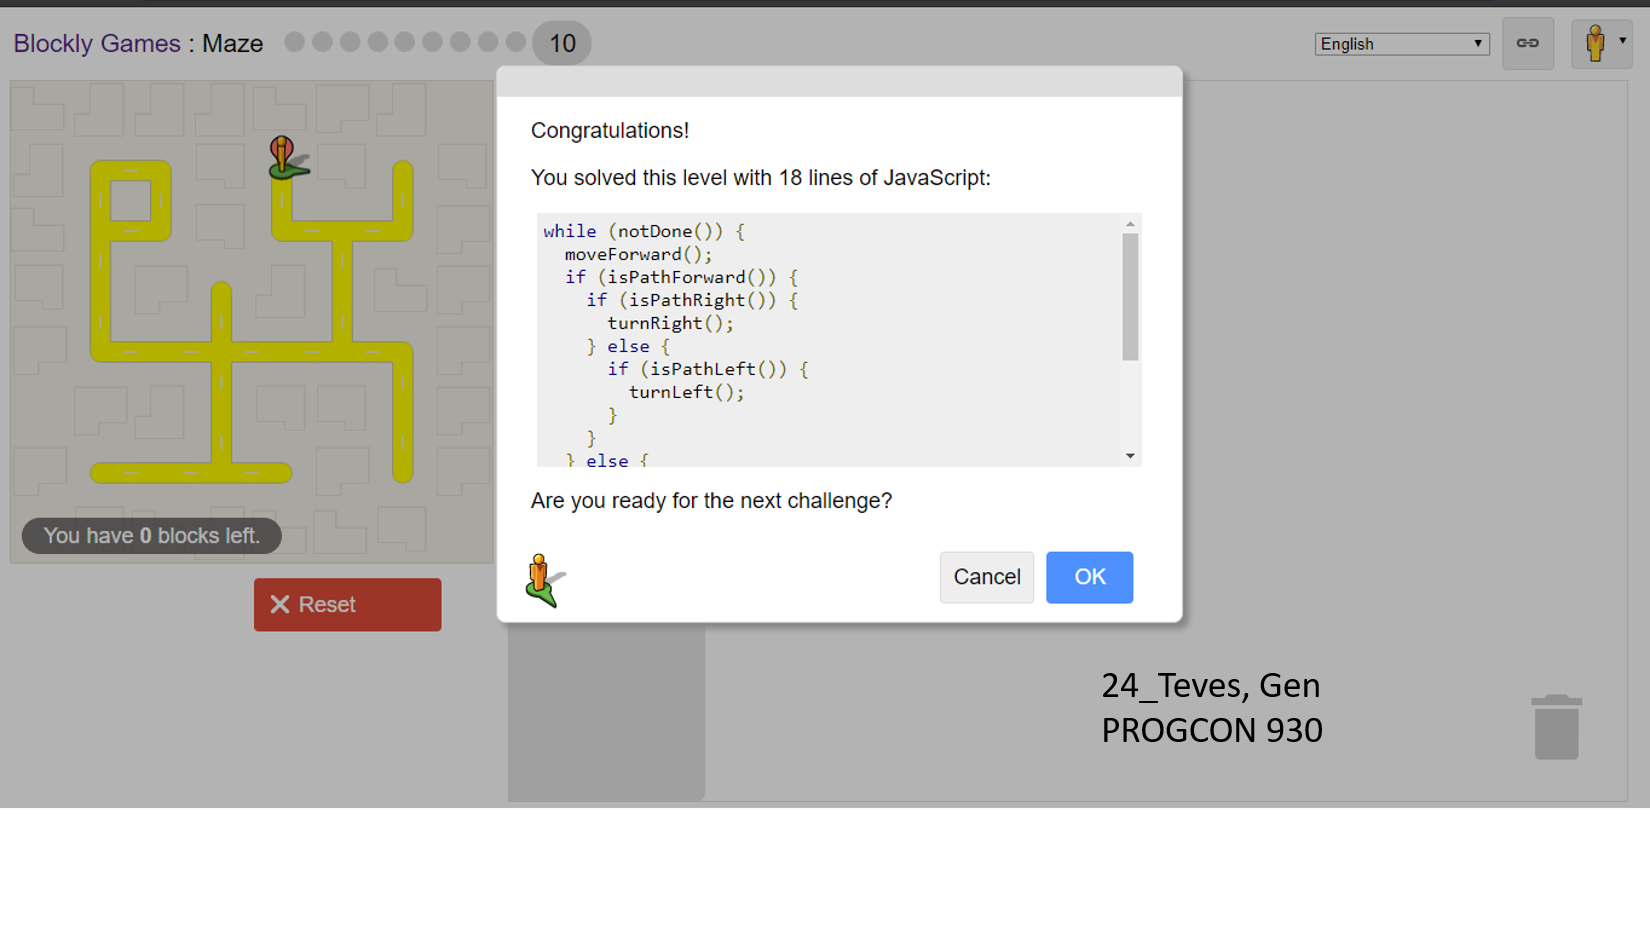 Blockly Games : Maze 10
English
Congratulations!
You solved this level with 18 lines of JavaScript:
while (notDone()) {
  moveForward();
  if (isPathForward()) {
    if (isPathRight()) {
      turnRight();
    } else {
      if (isPathLeft()) {
        turnLeft();
      }
    }
  } else {
Are you ready for the next challenge?
You have 0 blocks left.
Cancel OK
Reset
24_Teves, Gen
PROGCON 930